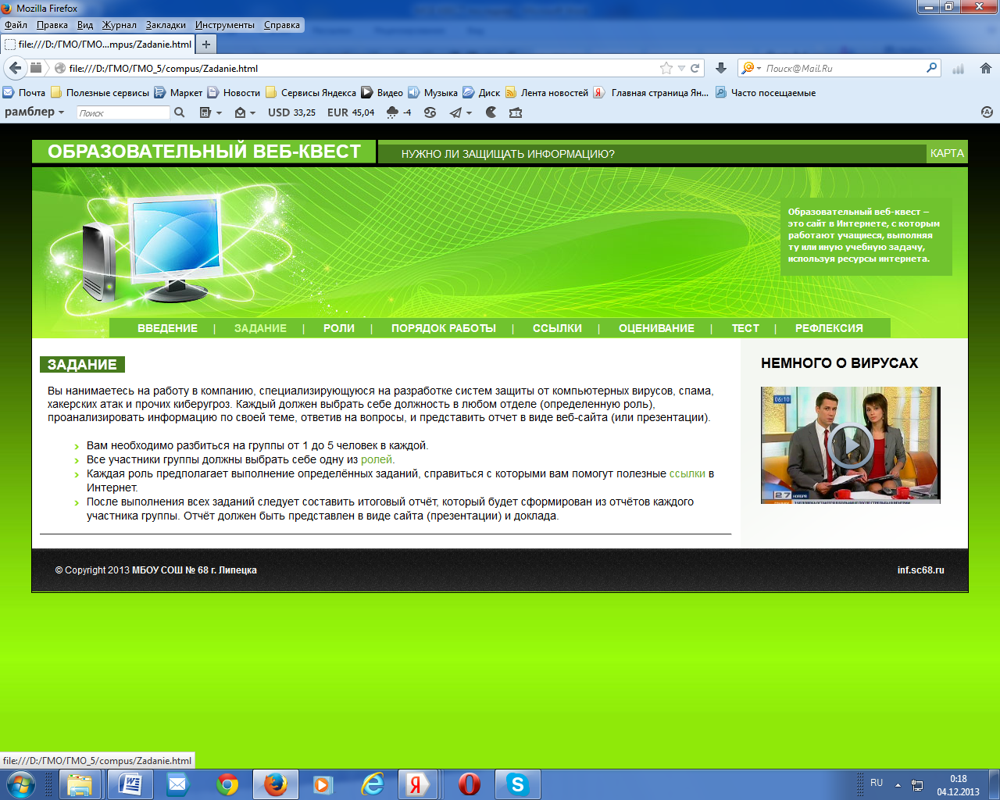 Mozilla Firefox
Файл Правка Вид Журнал Закладки Инструменты Справка
file:///D:/ГМО/ГМО...mpus/Zadanie.html
file:///D:/ГМО/ГМО_5/compus/Zadanie.html
Поиск@Mail.Ru
Почта Полезные сервисы Маркет Новости Сервисы Яндекса Видео Музыка Диск Лента новостей Главная страница Ян... Часто посещаемые
рамблер Поиск USD 33,25 EUR 45,04 -4
ОБРАЗОВАТЕЛЬНЫЙ ВЕБ-КВЕСТ
НУЖНО ЛИ ЗАЩИЩАТЬ ИНФОРМАЦИЮ?
КАРТА
Образовательный веб-квест –
это сайт в Интернете, с которым
работают учащиеся, выполняя
ту или иную учебную задачу,
используя ресурсы интернета.
ВВЕДЕНИЕ | ЗАДАНИЕ | РОЛИ | ПОРЯДОК РАБОТЫ | ССЫЛКИ | ОЦЕНИВАНИЕ | ТЕСТ | РЕФЛЕКСИЯ
ЗАДАНИЕ
Вы нанимаетесь на работу в компанию, специализирующуюся на разработке систем защиты от компьютерных вирусов, спама,
хакерских атак и прочих киберугроз. Каждый должен выбрать себе должность в любом отделе (определенную роль),
проанализировать информацию по своей теме, ответив на вопросы, и представить отчет в виде веб-сайта (или презентации).
Вам необходимо разбиться на группы от 1 до 5 человек в каждой.
Все участники группы должны выбрать себе одну из ролей.
Каждая роль предполагает выполнение определённых заданий, справиться с которыми вам помогут полезные ссылки в
Интернет.
После выполнения всех заданий следует составить итоговый отчёт, который будет сформирован из отчётов каждого
участника группы. Отчёт должен быть представлен в виде сайта (презентации) и доклада.
НЕМНОГО О ВИРУСАХ
06:10
27 НОЯБРЯ
© Copyright 2013 МБОУ СОШ № 68 г. Липецка
inf.sc68.ru
file:///D:/ГМО/ГМО_5/compus/Zadanie.html
RU
0:18
04.12.2013